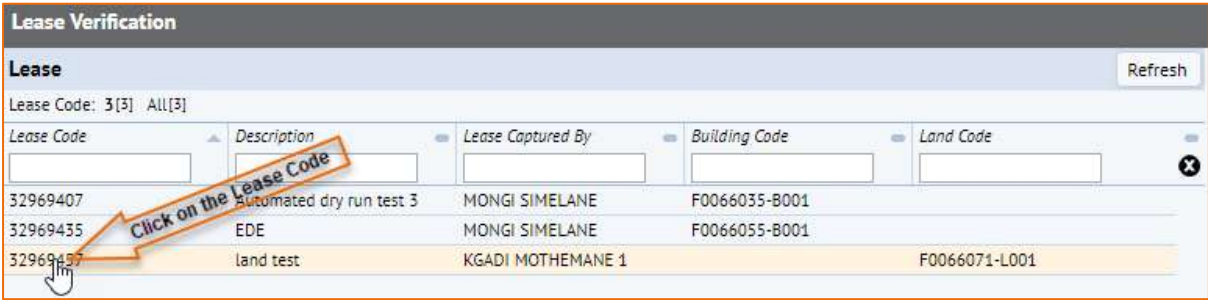 Lease Verification
Lease Refresh
Lease Code: 3[3] All[3]
Lease Code Description Lease Captured By Building Code Land Code
Click on the Lease Code
32969407 Automated dry run test 3 MONGI SIMELANE F0066035-B001
32969435 EDE MONGI SIMELANE F0066055-B001
land test KGADI MOTHEMANE 1 F0066071-L001